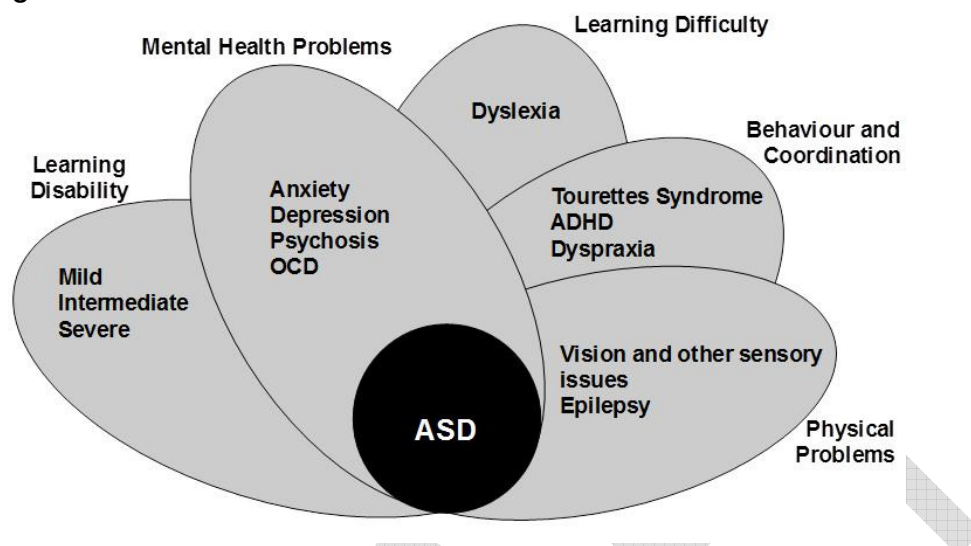 Learning Difficulty
Mental Health Problems
Dyslexia
Behaviour and
Coordination
Learning
Disability
Anxiety
Depression
Psychosis
OCD
Tourettes Syndrome
ADHD
Dyspraxia
Mild
Intermediate
Severe
Vision and other sensory
issues
Epilepsy
ASD
Physical
Problems